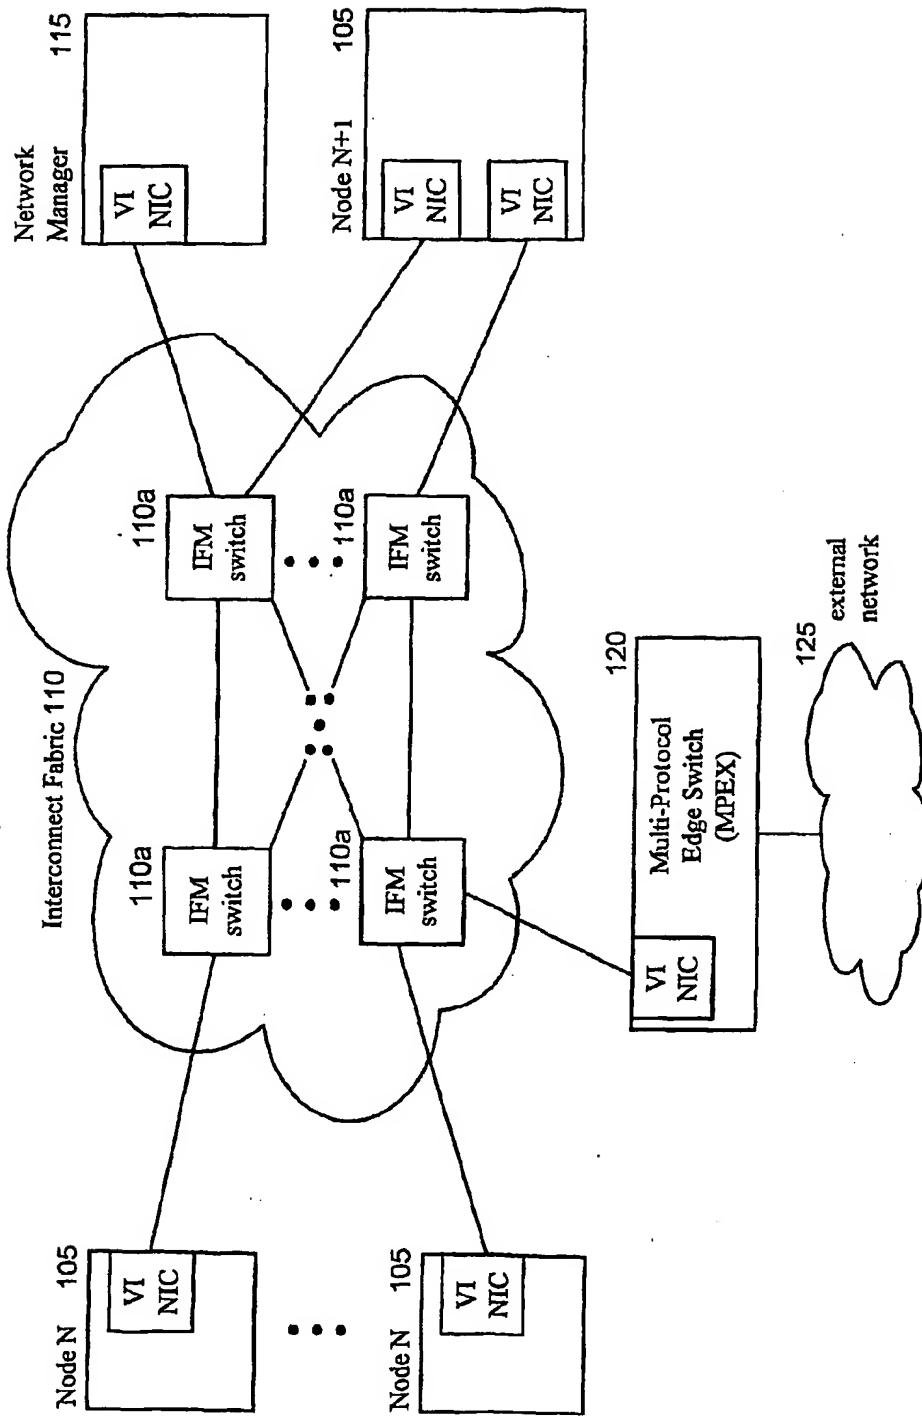 Network
Manager
115
VI
NIC
Node N+1
105
VI
NIC
VI
NIC
Interconnect Fabric 110
110a
IFM
switch
110a
IFM
switch
110a
IFM
switch
110a
IFM
switch
Node N
105
VI
NIC
Node N
105
VI
NIC
120
VI
NIC
Multi-Protocol
Edge Switch
(MPEX)
125
external
network